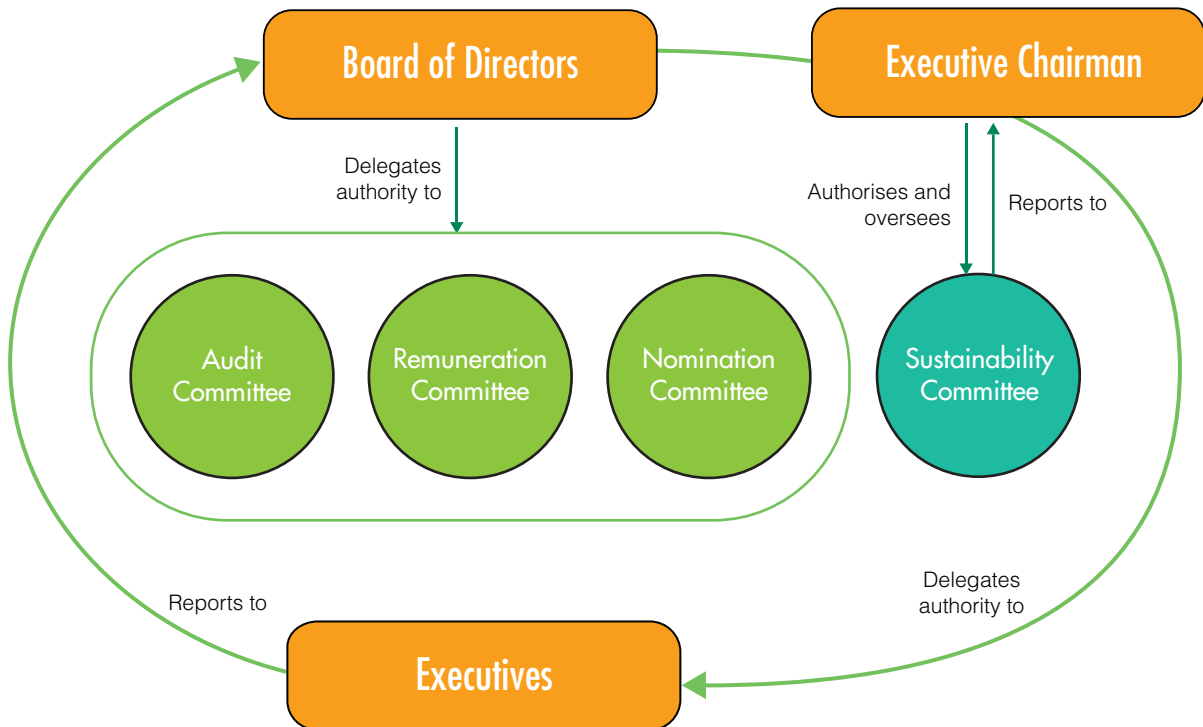 Board of Directors
Executive Chairman
Delegates
authority to
Authorises and
oversees
Reports to
Audit
Committee
Remuneration
Committee
Nomination
Committee
Sustainability
Committee
Reports to
Delegates
authority to
Executives